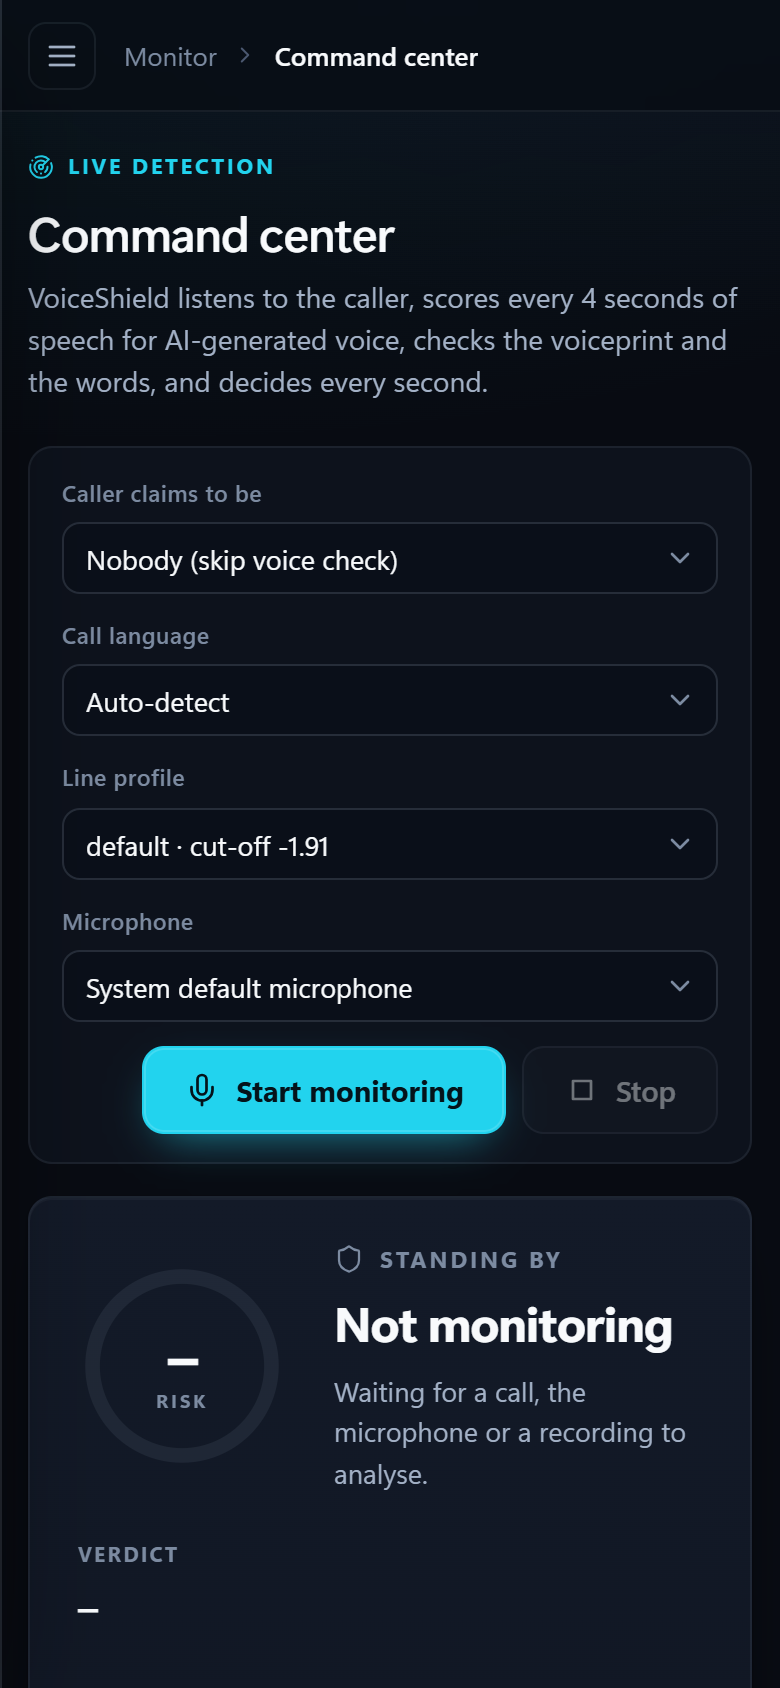 Monitor > Command center
LIVE DETECTION
Command center
VoiceShield listens to the caller, scores every 4 seconds of
speech for AI-generated voice, checks the voiceprint and
the words, and decides every second.
Caller claims to be
Nobody (skip voice check)
Call language
Auto-detect
Line profile
default · cut-off -1.91
Microphone
System default microphone
Start monitoring
Stop
STANDING BY
Not monitoring
Waiting for a call, the
microphone or a recording to
analyse.
–
RISK
VERDICT
–